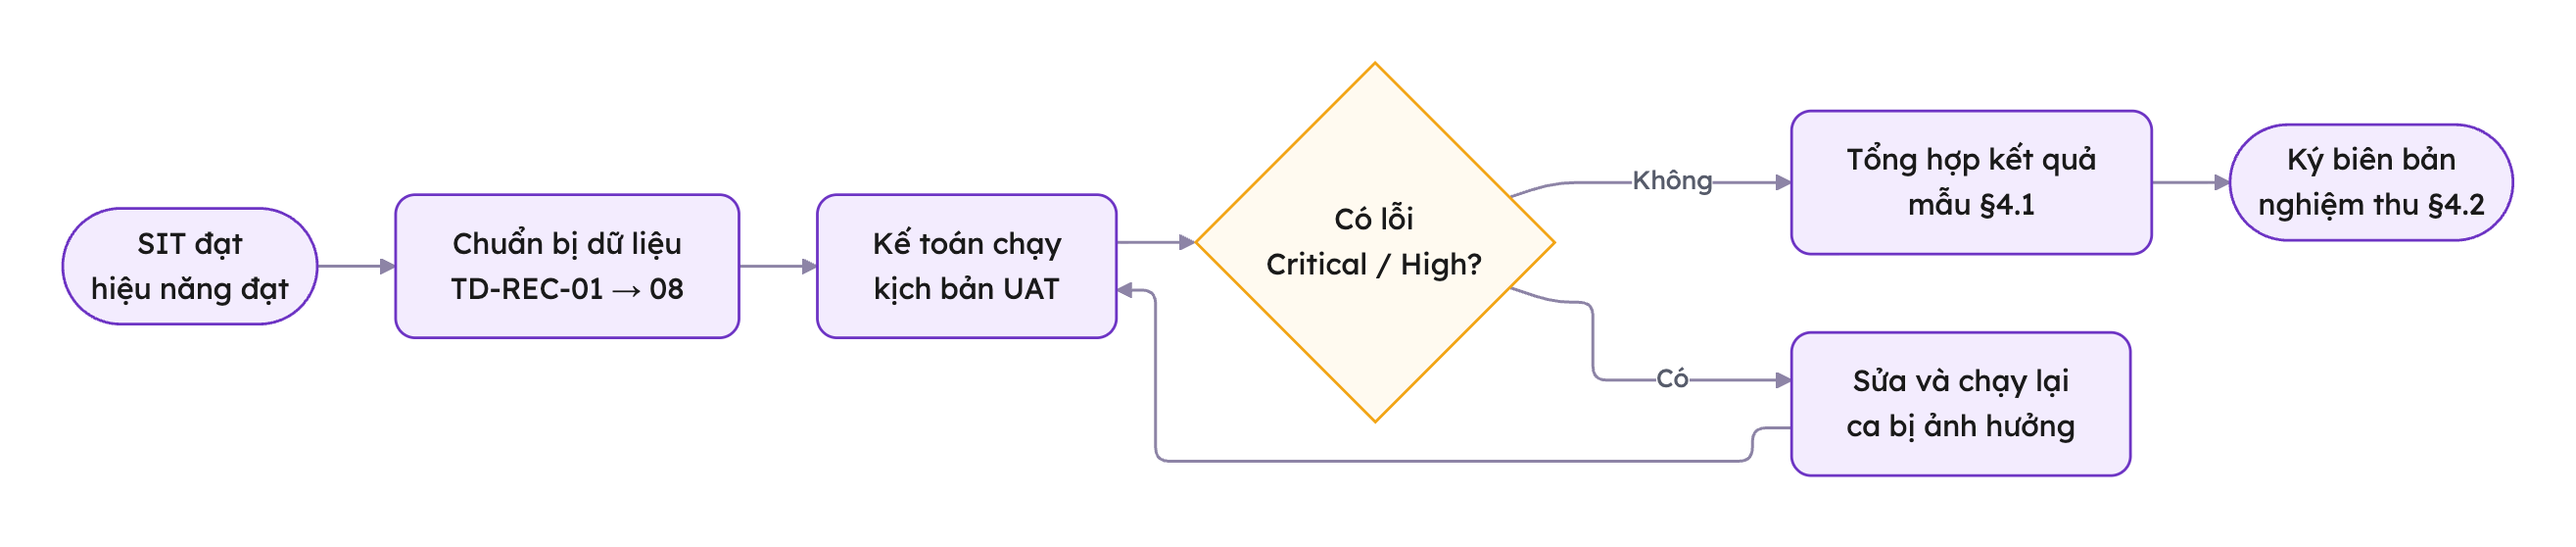 SIT đạt
hiệu năng đạt
Chuẩn bị dữ liệu
TD-REC-01 → 08
Kế toán chạy
kịch bản UAT
Có lỗi
Critical / High?
Không
Tổng hợp kết quả
mẫu §4.1
Ký biên bản
nghiệm thu §4.2
Có
Sửa và chạy lại
ca bị ảnh hưởng